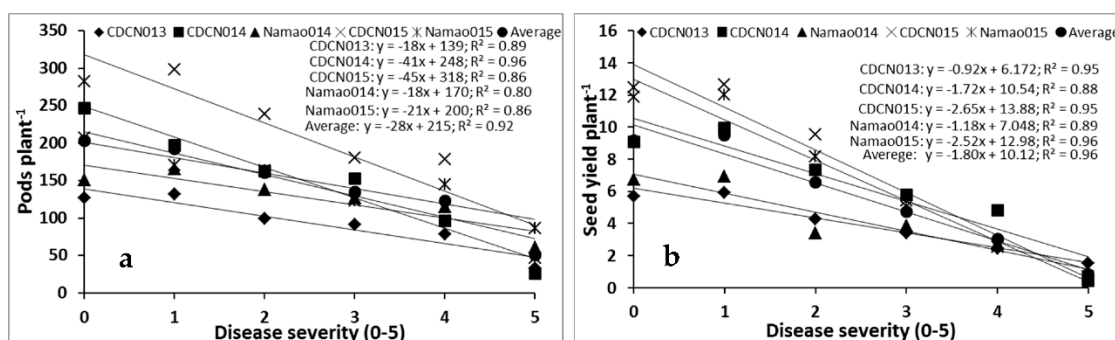 CDCN013 CDCN014 Namao014 CDCN015 Namao015 Average
CDCN013: y = -18x + 139; R² = 0.89
CDCN014: y = -41x + 248; R² = 0.96
CDCN015: y = -45x + 318; R² = 0.86
Namao014: y = -18x + 170; R² = 0.80
Namao015: y = -21x + 200; R² = 0.86
Average: y = -28x + 215; R² = 0.92
350
300
250
200
150
100
50
0
Pods plant⁻¹
a
0 1 2 3 4 5
Disease severity (0-5)
CDCN013 CDCN014 Namao014 CDCN015 Namao015 Average
CDCN013: y = -0.92x + 6.172; R² = 0.95
CDCN014: y = -1.72x + 10.54; R² = 0.88
CDCN015: y = -2.65x + 13.88; R² = 0.95
Namao014: y = -1.18x + 7.048; R² = 0.89
Namao015: y = -2.52x + 12.98; R² = 0.96
Averege: y = -1.80x + 10.12; R² = 0.96
16
14
12
10
8
6
4
2
0
Seed yield plant⁻¹
b
0 1 2 3 4 5
Disease severity (0-5)